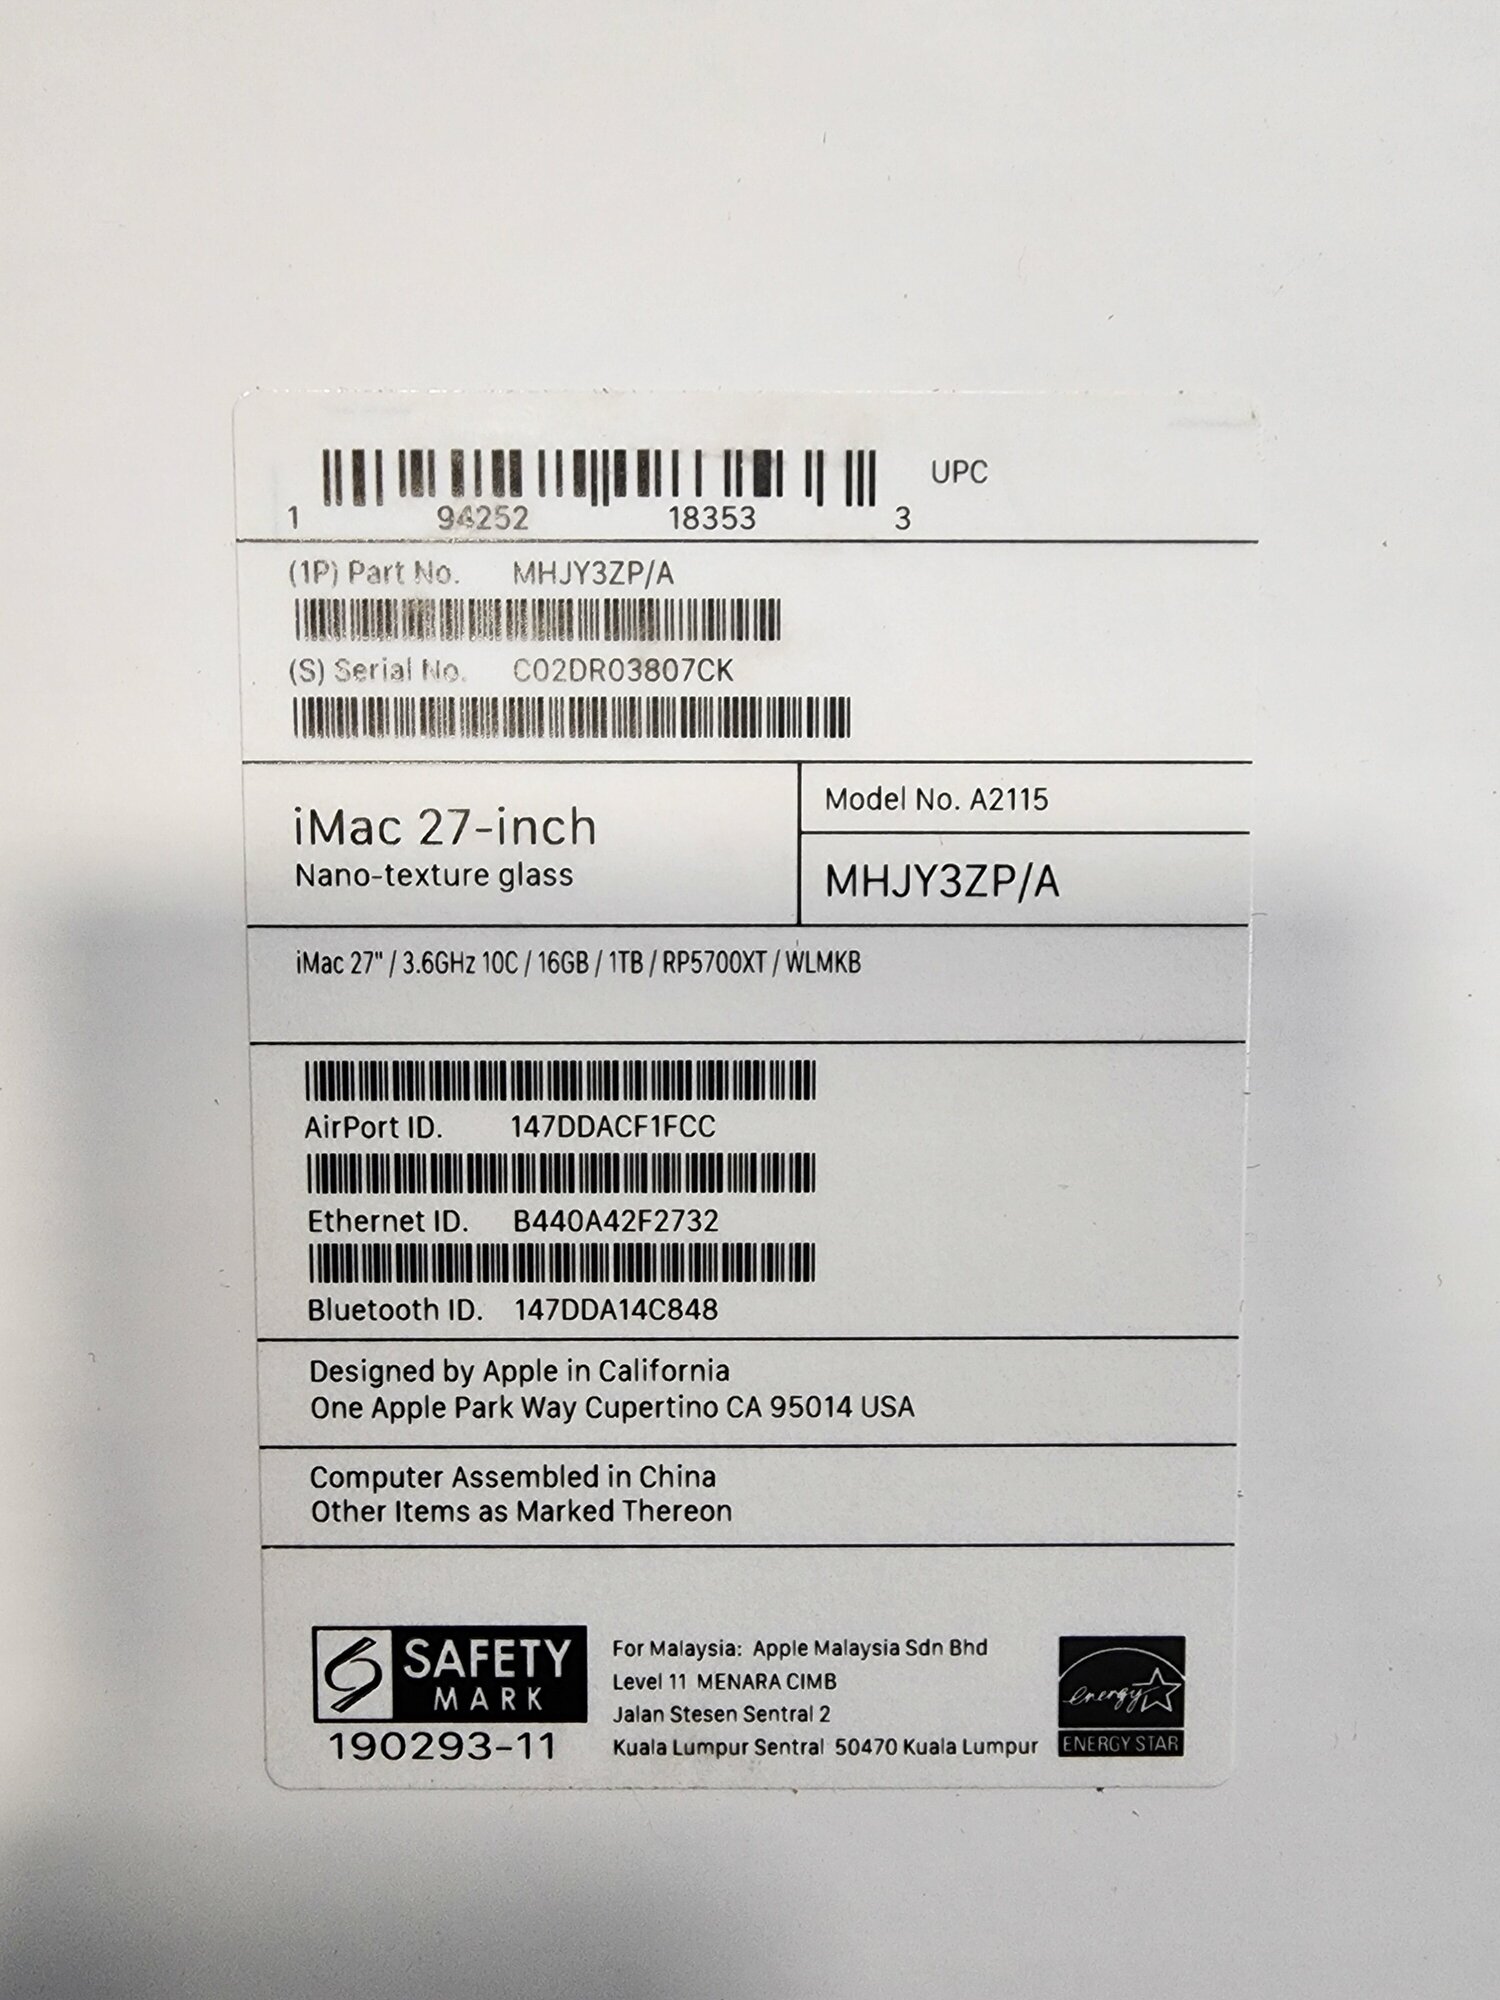 UPC
1 94252 18353 3
(1P) Part No. MHJY3ZP/A
(S) Serial No. C02DR03807CK
iMac 27-inch
Nano-texture glass
Model No. A2115
MHJY3ZP/A
iMac 27" / 3.6GHz 10C / 16GB / 1TB / RP5700XT / WLMKB
AirPort ID. 147DDACF1FCC
Ethernet ID. B440A42F2732
Bluetooth ID. 147DDA14C848
Designed by Apple in California
One Apple Park Way Cupertino CA 95014 USA
Computer Assembled in China
Other Items as Marked Thereon
SAFETY
MARK
190293-11
For Malaysia: Apple Malaysia Sdn Bhd
Level 11 MENARA CIMB
Jalan Stesen Sentral 2
Kuala Lumpur Sentral 50470 Kuala Lumpur
energy
ENERGY STAR